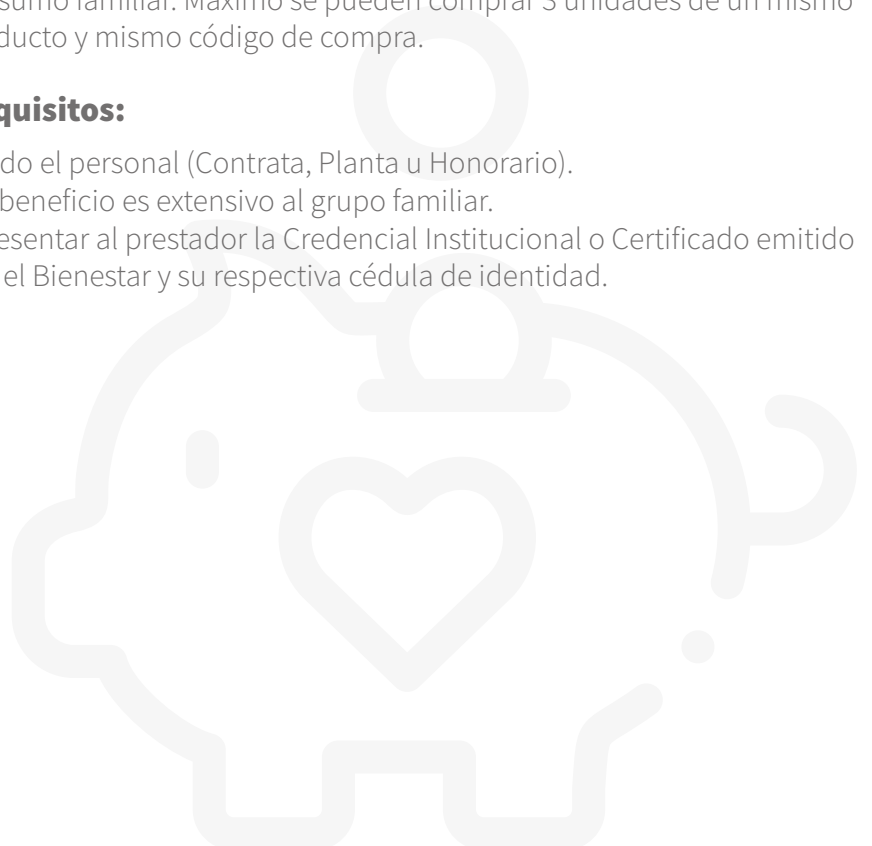 sumo familiar. Máximo se pueden comprar 3 unidades de un mismo
ducto y mismo código de compra.
quisitos:
do el personal (Contrata, Planta u Honorario).
beneficio es extensivo al grupo familiar.
esentar al prestador la Credencial Institucional o Certificado emitido
el Bienestar y su respectiva cédula de identidad.